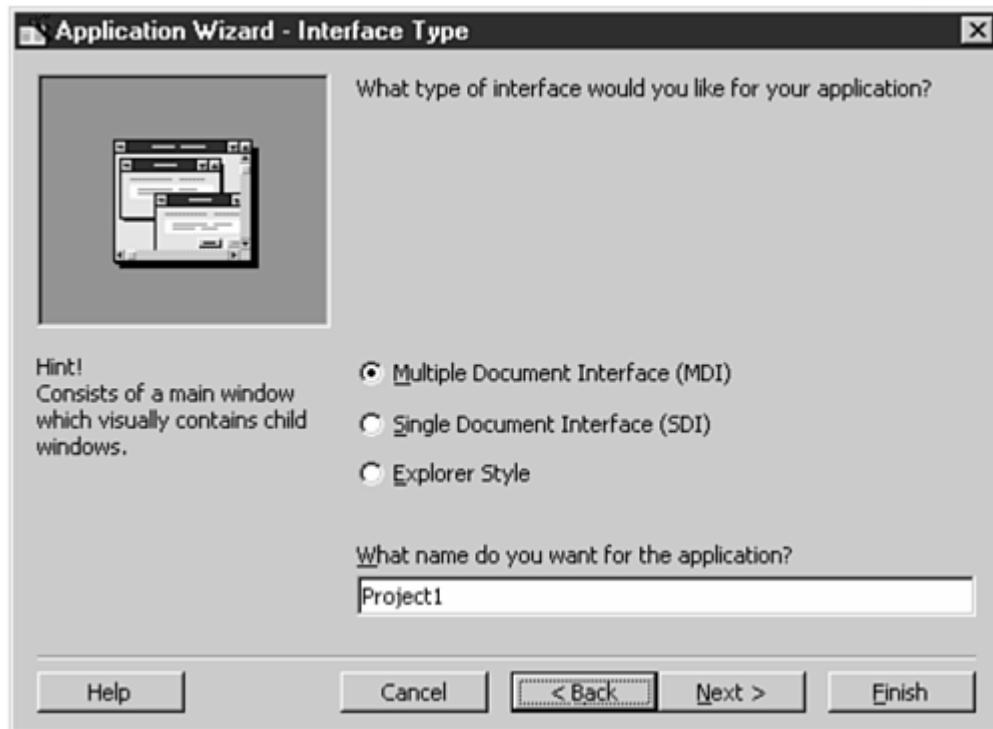 Application Wizard - Interface Type
What type of interface would you like for your application?
Hint!
Consists of a main window
which visually contains child
windows.
Multiple Document Interface (MDI)
Single Document Interface (SDI)
Explorer Style
What name do you want for the application?
Project1
Help
Cancel
< Back
Next >
Finish